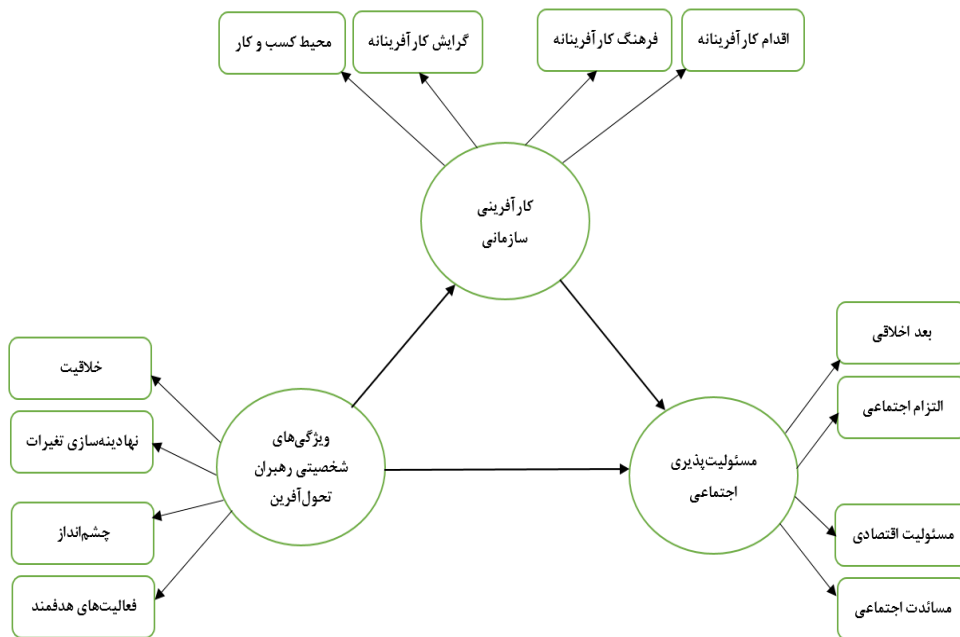 اقدام کارآفرینانه
فرهنگ کارآفرینانه
گرایش کارآفرینانه
محیط کسب و کار
کارآفرینی
سازمانی
بعد اخلاقی
التزام اجتماعی
مسئولیت‌پذیری
اجتماعی
مسئولیت اقتصادی
مسائدت اجتماعی
ویژگی‌های
شخصیتی رهبران
تحول‌آفرین
خلاقیت
نهادینه‌سازی تغیرات
چشم‌انداز
فعالیت‌های هدفمند